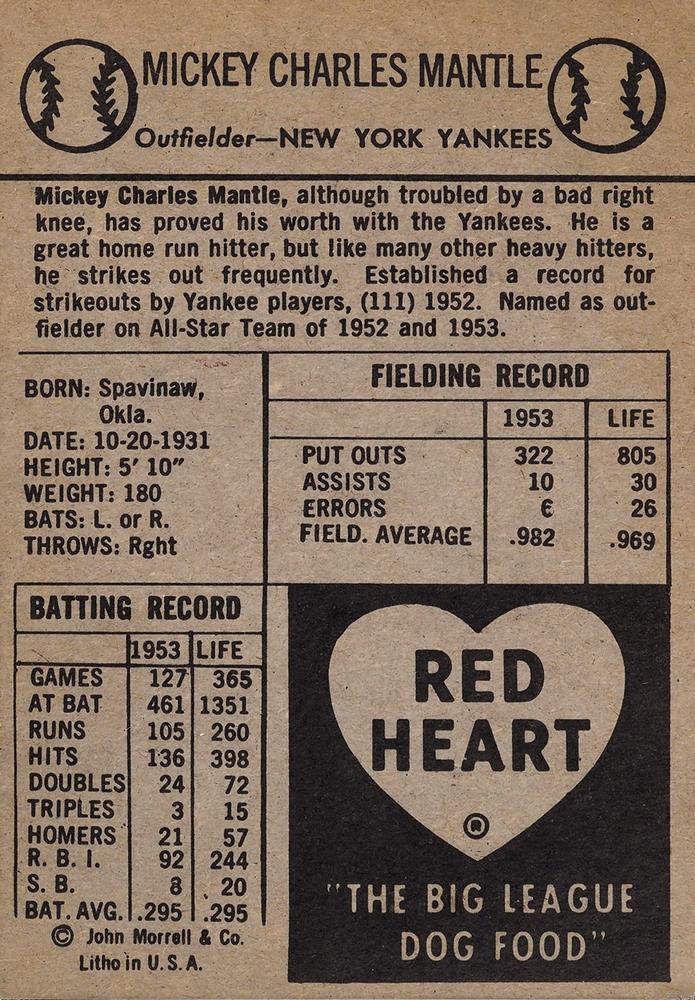 MICKEY CHARLES MANTLE
Outfielder—NEW YORK YANKEES
Mickey Charles Mantle, although troubled by a bad right
knee, has proved his worth with the Yankees. He is a
great home run hitter, but like many other heavy hitters,
he strikes out frequently. Established a record for
strikeouts by Yankee players, (111) 1952. Named as out-
fielder on All-Star Team of 1952 and 1953.
BORN: Spavinaw,
Okla.
DATE: 10-20-1931
HEIGHT: 5' 10"
WEIGHT: 180
BATS: L. or R.
THROWS: Rght
FIELDING RECORD
1953 LIFE
PUT OUTS 322 805
ASSISTS 10 30
ERRORS 6 26
FIELD. AVERAGE .982 .969
BATTING RECORD
1953 LIFE
GAMES 127 365
AT BAT 461 1351
RUNS 105 260
HITS 136 398
DOUBLES 24 72
TRIPLES 3 15
HOMERS 21 57
R. B. I. 92 244
S. B. 8 20
BAT. AVG. .295 .295
© John Morrell & Co.
Litho in U. S. A.
RED
HEART
®
"THE BIG LEAGUE
DOG FOOD"